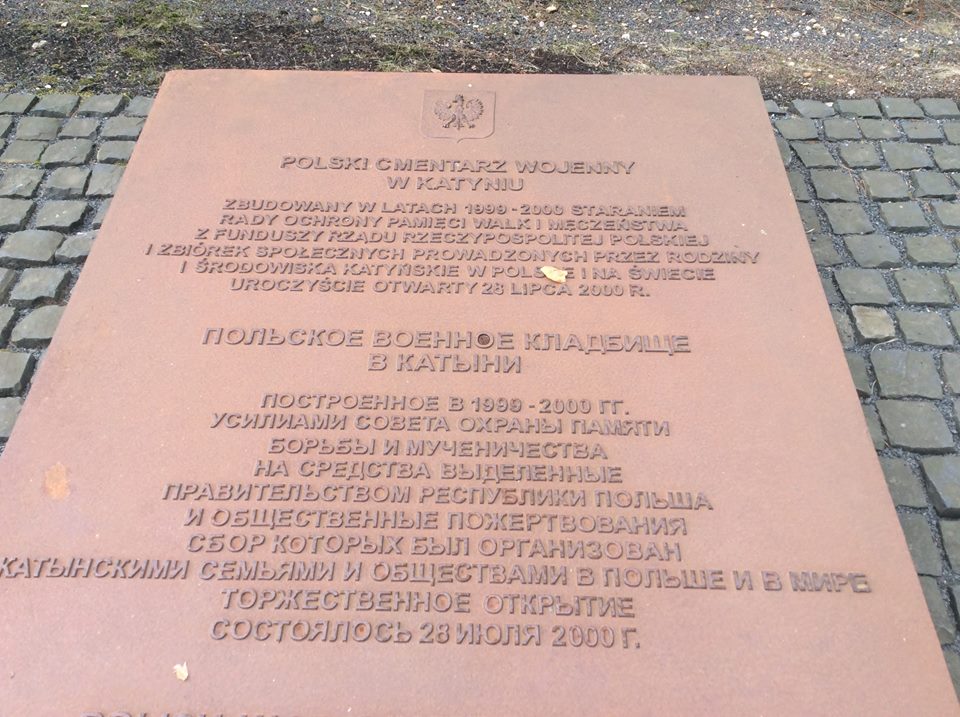 POLSKI CMENTARZ WOJENNY
W KATYNIU
ZBUDOWANY W LATACH 1999 - 2000 STARANIEM
RADY OCHRONY PAMIĘCI WALK I MĘCZEŃSTWA
Z FUNDUSZY RZĄDU RZECZYPOSPOLITEJ POLSKIEJ
I ZBIÓREK SPOŁECZNYCH PROWADZONYCH PRZEZ RODZINY
I ŚRODOWISKA KATYŃSKIE W POLSCE I NA ŚWIECIE
UROCZYŚCIE OTWARTY 28 LIPCA 2000 R.
ПОЛЬСКОЕ ВОЕННОЕ КЛАДБИЩЕ
В КАТЫНИ
ПОСТРОЕННОЕ В 1999 - 2000 ГГ.
УСИЛИАМИ СОВЕТА ОХРАНЫ ПАМЯТИ
БОРЬБЫ И МУЧЕНИЧЕСТВА
НА СРЕДСТВА ВЫДЕЛЕННЫЕ
ПРАВИТЕЛЬСТВОМ РЕСПУБЛИКИ ПОЛЬША
И ОБЩЕСТВЕННЫЕ ПОЖЕРТВОВАНИЯ
СБОР КОТОРЫХ БЫЛ ОРГАНИЗОВАН
КАТЫНСКИМИ СЕМЬЯМИ И ОБЩЕСТВАМИ В ПОЛЬШЕ И В МИРЕ
ТОРЖЕСТВЕННОЕ ОТКРЫТИЕ
СОСТОЯЛОСЬ 28 ИЮЛЯ 2000 Г.